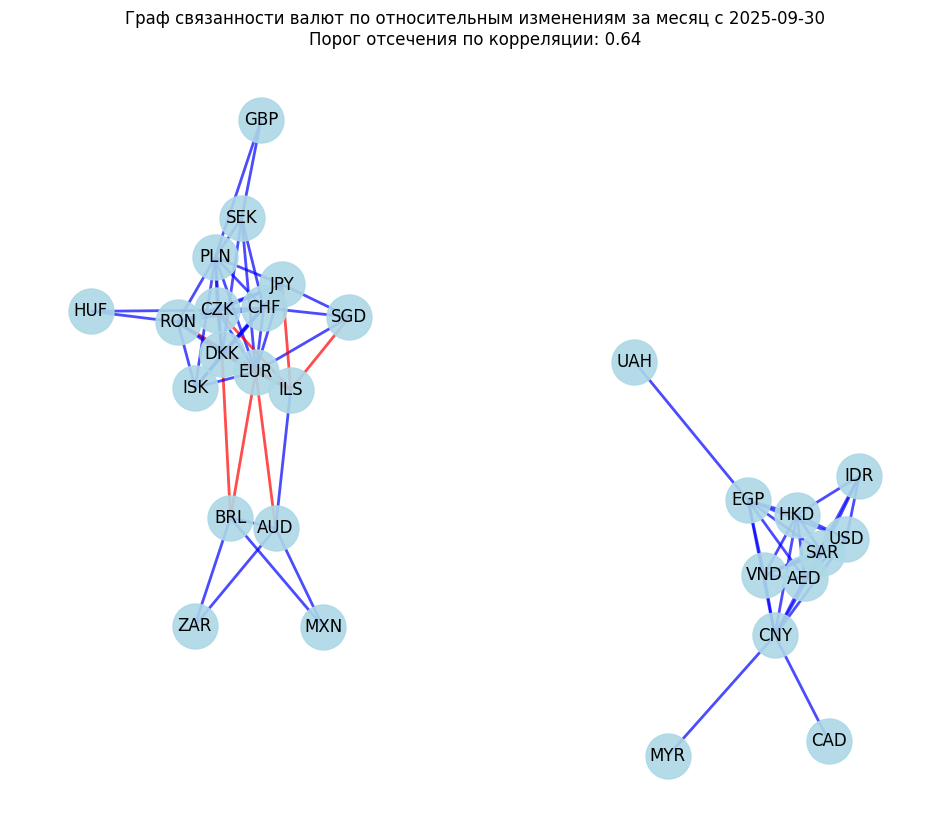 Граф связанности валют по относительным изменениям за месяц с 2025-09-30
Порог отсечения по корреляции: 0.64
GBP
SEK
PLN
JPY
HUF
RON
CZK
CHF
SGD
DKK
EUR
ISK
ILS
UAH
IDR
EGP
HKD
USD
SAR
VND
AED
BRL
AUD
ZAR
MXN
CNY
MYR
CAD